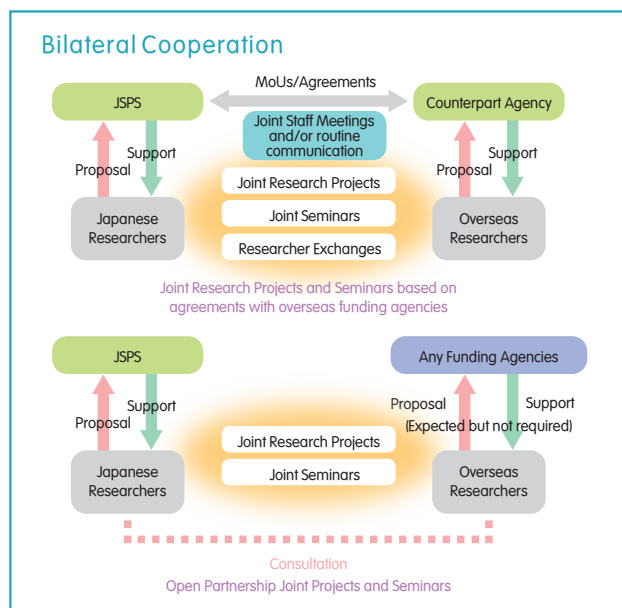 Bilateral Cooperation
MoUs/Agreements
JSPS
Counterpart Agency
Joint Staff Meetings
and/or routine
communication
Proposal
Support
Proposal
Support
Joint Research Projects
Joint Seminars
Researcher Exchanges
Japanese
Researchers
Overseas
Researchers
Joint Research Projects and Seminars based on
agreements with overseas funding agencies
JSPS
Any Funding Agencies
Proposal
Support
Proposal
Support
(Expected but not required)
Joint Research Projects
Joint Seminars
Japanese
Researchers
Overseas
Researchers
Consultation
Open Partnership Joint Projects and Seminars